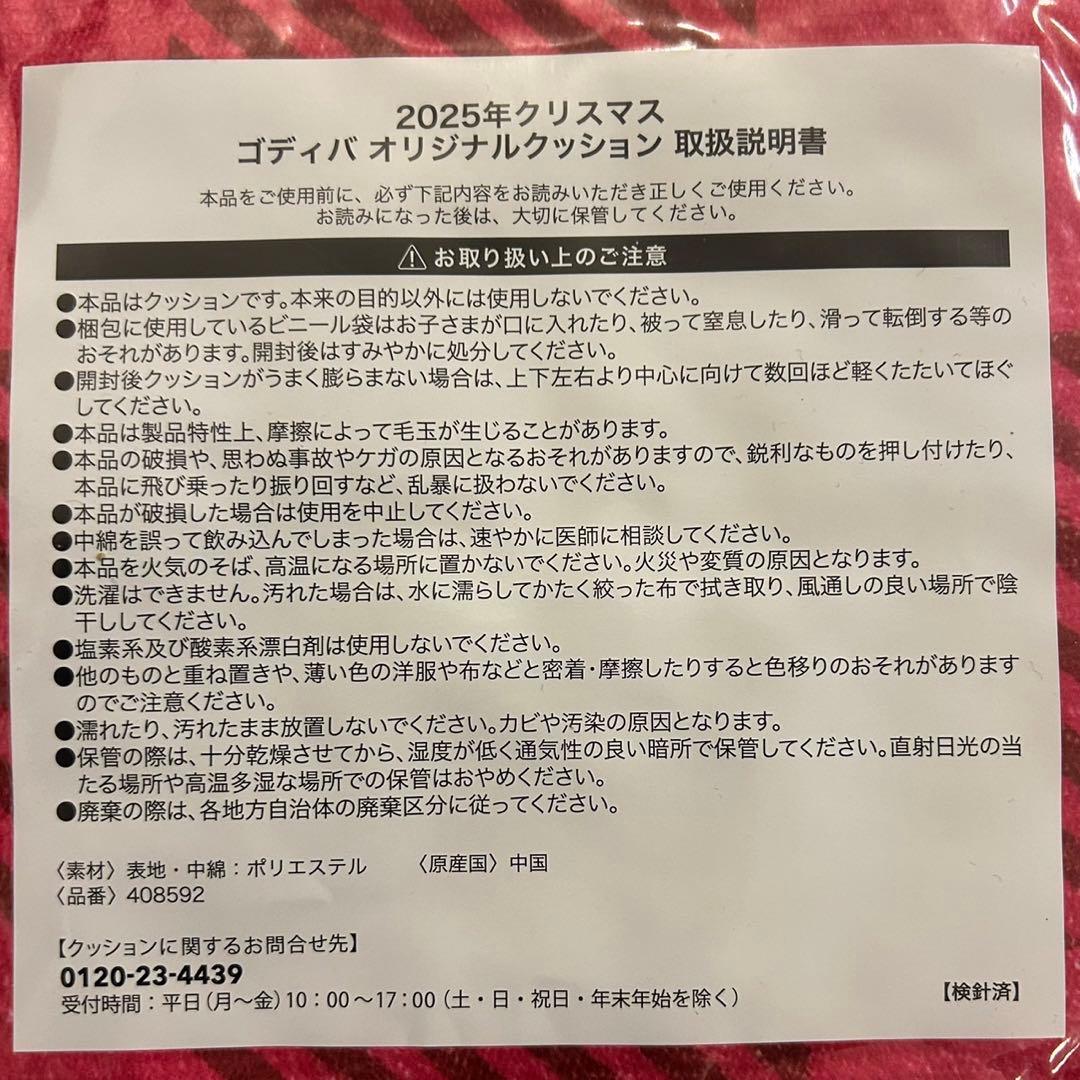 2025年クリスマス
ゴディバ オリジナルクッション 取扱説明書
本品をご使用前に、必ず下記内容をお読みいただき正しくご使用ください。
お読みになった後は、大切に保管してください。
⚠お取り扱い上のご注意
●本品はクッションです。本来の目的以外には使用しないでください。
●梱包に使用しているビニール袋はお子さまが口に入れたり、被って窒息したり、滑って転倒する等の
おそれがあります。開封後はすみやかに処分してください。
●開封後クッションがうまく膨らまない場合は、上下左右より中心に向けて数回ほど軽くたたいてほぐ
してください。
●本品は製品特性上、摩擦によって毛玉が生じることがあります。
●本品の破損や、思わぬ事故やケガの原因となるおそれがありますので、鋭利なものを押し付けたり、
本品に飛び乗ったり振り回すなど、乱暴に扱わないでください。
●本品が破損した場合は使用を中止してください。
●中綿を誤って飲み込んでしまった場合は、速やかに医師に相談してください。
●本品を火気のそば、高温になる場所に置かないでください。火災や変質の原因となります。
●洗濯はできません。汚れた場合は、水に濡らしてかたく絞った布で拭き取り、風通しの良い場所で陰
干ししてください。
●塩素系及び酸素系漂白剤は使用しないでください。
●他のものと重ね置きや、薄い色の洋服や布などと密着・摩擦したりすると色移りのおそれがあります
のでご注意ください。
●濡れたり、汚れたまま放置しないでください。カビや汚染の原因となります。
●保管の際は、十分乾燥させてから、湿度が低く通気性の良い暗所で保管してください。直射日光の当
たる場所や高温多湿な場所での保管はおやめください。
●廃棄の際は、各地方自治体の廃棄区分に従ってください。
〈素材〉表地・中綿：ポリエステル 〈原産国〉中国
〈品番〉408592
【クッションに関するお問合せ先】
0120-23-4439
受付時間：平日（月～金）10：00～17：00（土・日・祝日・年末年始を除く）
【検針済】